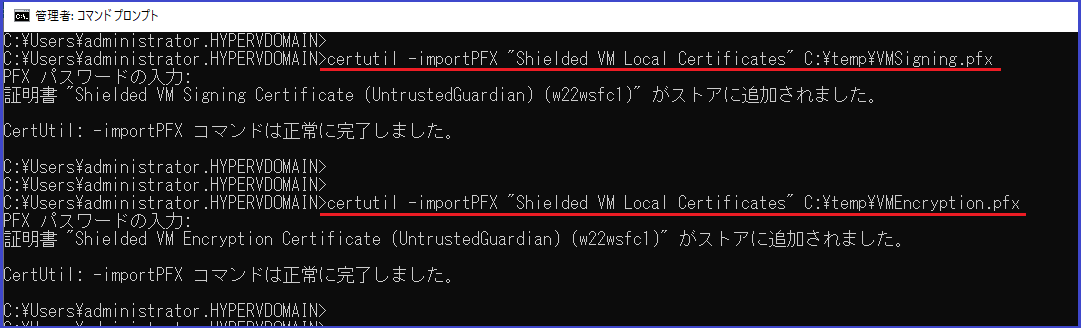 管理者: コマンド プロンプト
C:¥Users¥administrator.HYPERVDOMAIN>
C:¥Users¥administrator.HYPERVDOMAIN>certutil -importPFX "Shielded VM Local Certificates" C:¥temp¥VMSigning.pfx
PFX パスワードの入力:
証明書 "Shielded VM Signing Certificate (UntrustedGuardian) (w22wsfc1)" がストアに追加されました。
CertUtil: -importPFX コマンドは正常に完了しました。
C:¥Users¥administrator.HYPERVDOMAIN>
C:¥Users¥administrator.HYPERVDOMAIN>
C:¥Users¥administrator.HYPERVDOMAIN>certutil -importPFX "Shielded VM Local Certificates" C:¥temp¥VMEncryption.pfx
PFX パスワードの入力:
証明書 "Shielded VM Encryption Certificate (UntrustedGuardian) (w22wsfc1)" がストアに追加されました。
CertUtil: -importPFX コマンドは正常に完了しました。
C:¥Users¥administrator.HYPERVDOMAIN>
C:¥Users¥administrator.HYPERVDOMAIN>